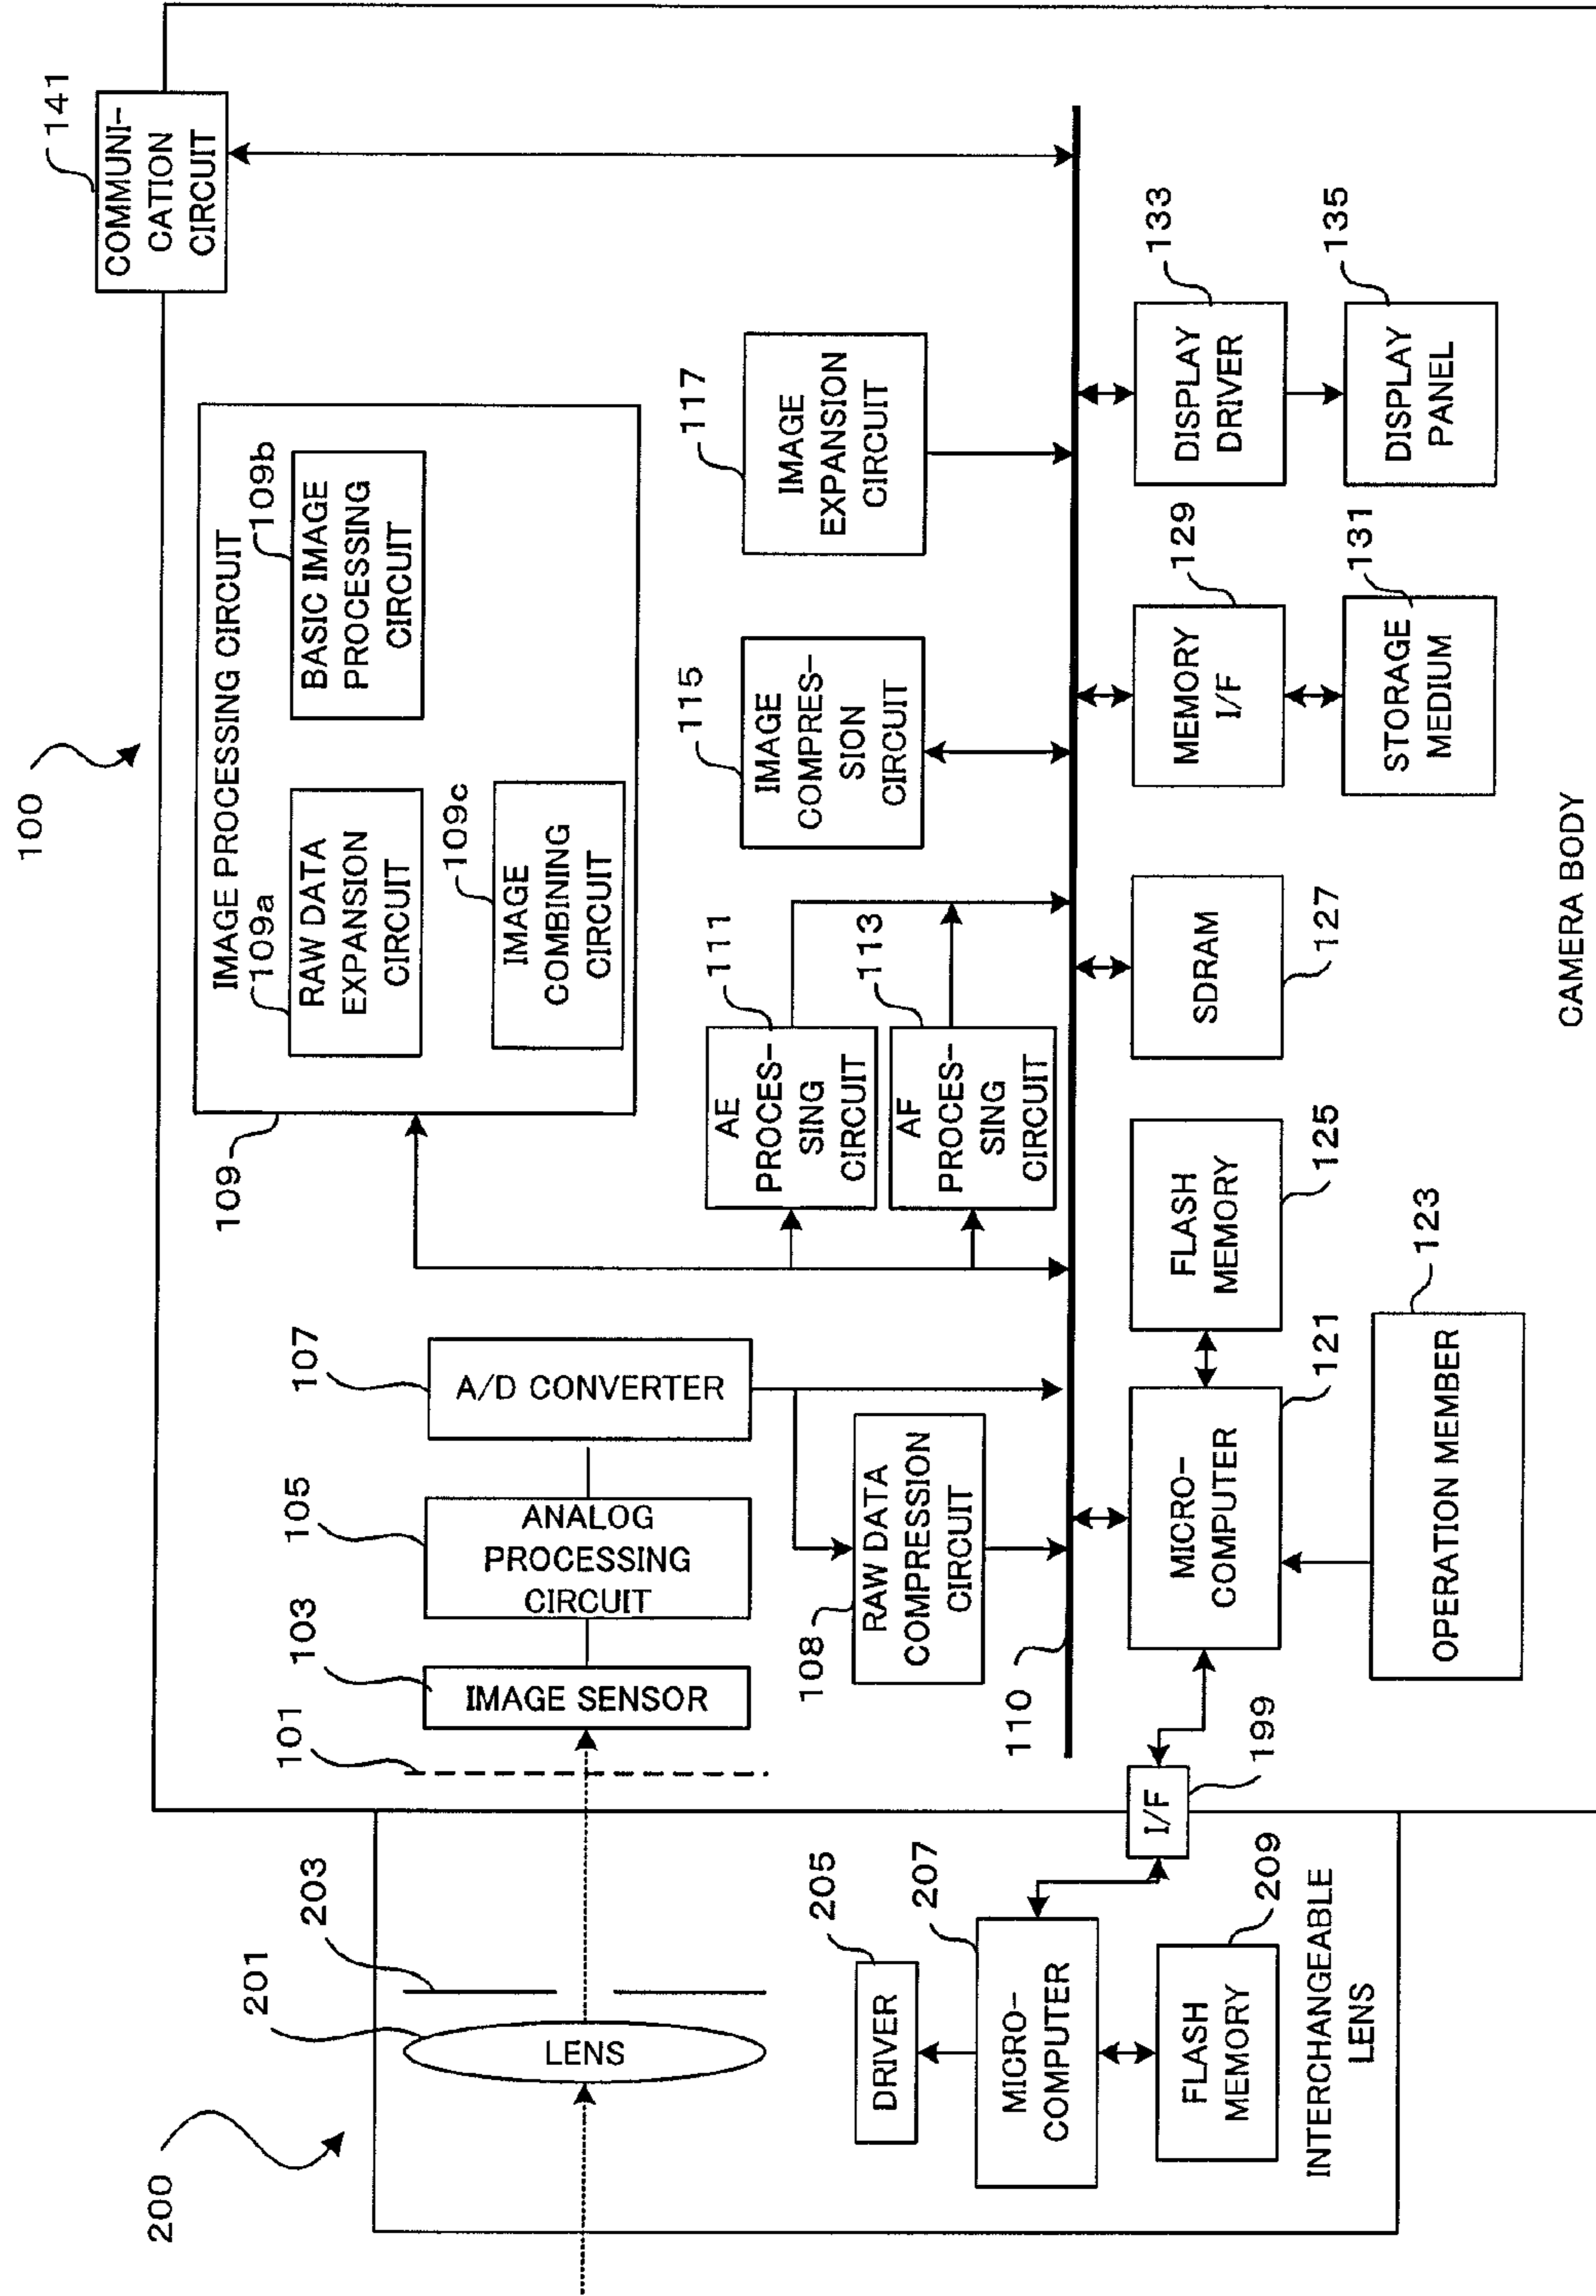 100
141
COMMUNI-
CATION
CIRCUIT
IMAGE PROCESSING CIRCUIT
109
109a
RAW DATA
EXPANSION
CIRCUIT
109b
BASIC IMAGE
PROCESSING
CIRCUIT
109c
IMAGE
COMBINING
CIRCUIT
200
201
LENS
203
101
103
IMAGE SENSOR
105
ANALOG
PROCESSING
CIRCUIT
107
A/D CONVERTER
108
RAW DATA
COMPRESSION
CIRCUIT
111
AE
PROCES-
SING
CIRCUIT
113
AF
PROCES-
SING
CIRCUIT
115
IMAGE
COMPRES-
SION
CIRCUIT
117
IMAGE
EXPANSION
CIRCUIT
110
205
DRIVER
207
MICRO-
COMPUTER
209
FLASH
MEMORY
INTERCHANGEABLE
LENS
I/F
199
MICRO-
COMPUTER
121
FLASH
MEMORY
125
SDRAM
127
MEMORY
I/F
129
DISPLAY
DRIVER
133
OPERATION MEMBER
123
STORAGE
MEDIUM
131
DISPLAY
PANEL
135
CAMERA BODY